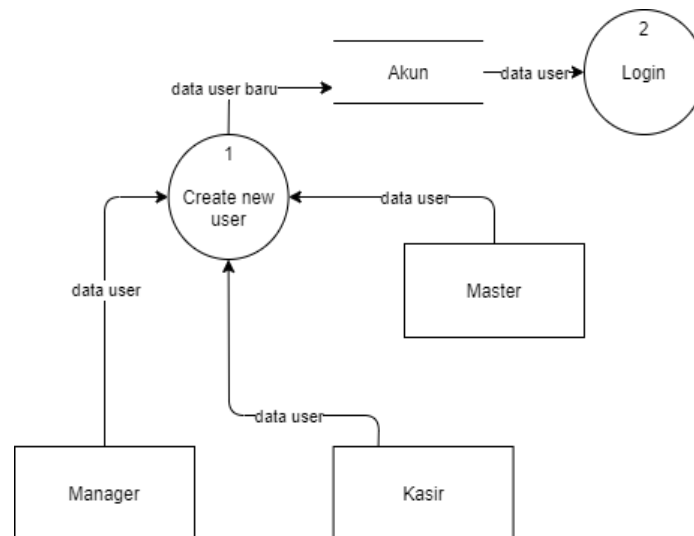 2
Login
Akun
data user
data user baru
1
Create new
user
data user
Master
data user
data user
Manager
Kasir